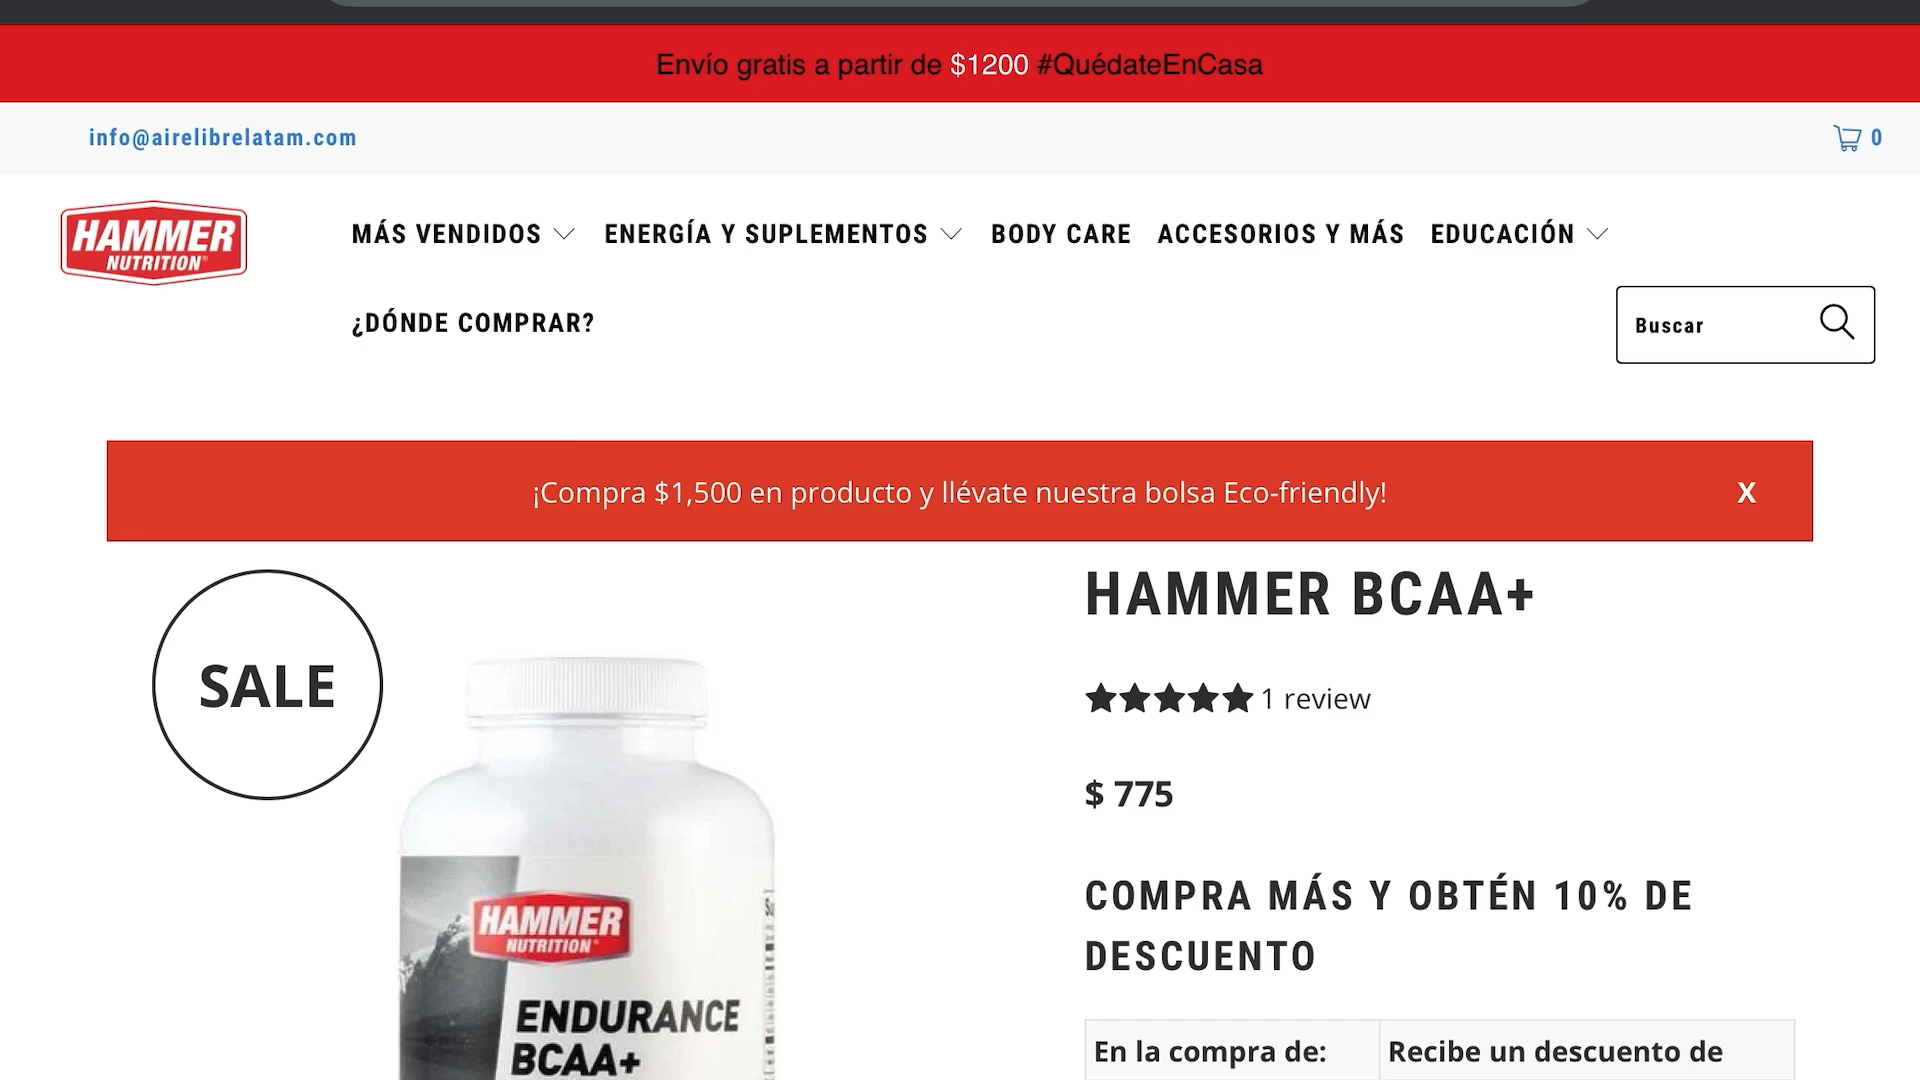 Envío gratis a partir de $1200 #QuédateEnCasa
info@airelibrelatam.com
0
HAMMER
NUTRITION
MÁS VENDIDOS
ENERGÍA Y SUPLEMENTOS
BODY CARE
ACCESORIOS Y MÁS
EDUCACIÓN
¿DÓNDE COMPRAR?
Buscar
¡Compra $1,500 en producto y llévate nuestra bolsa Eco-friendly!
X
SALE
HAMMER BCAA+
1 review
$ 775
COMPRA MÁS Y OBTÉN 10% DE
DESCUENTO
En la compra de:
Recibe un descuento de
HAMMER
NUTRITION
ENDURANCE
BCAA+